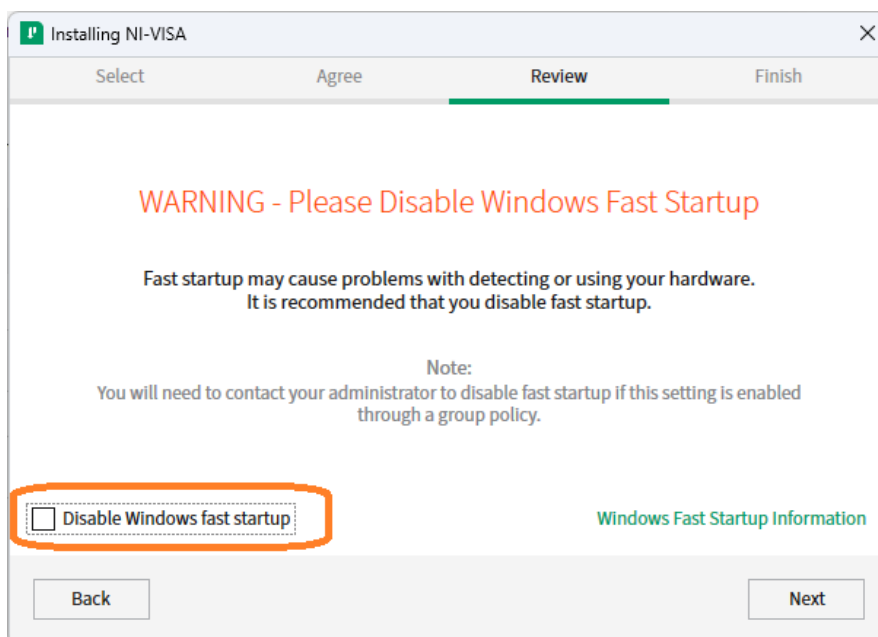 Installing NI-VISA
Select Agree Review Finish
WARNING - Please Disable Windows Fast Startup
Fast startup may cause problems with detecting or using your hardware.
It is recommended that you disable fast startup.
Note:
You will need to contact your administrator to disable fast startup if this setting is enabled
through a group policy.
Disable Windows fast startup
Windows Fast Startup Information
Back
Next